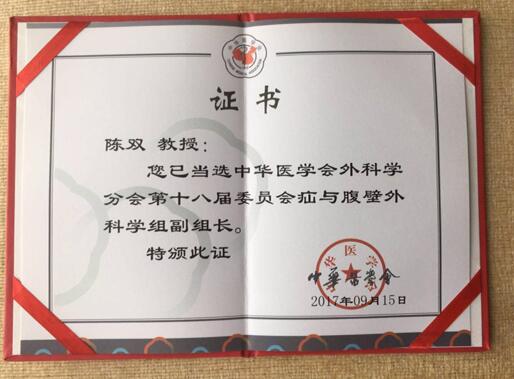 证书
陈双 教授：
您已当选中华医学会外科学
分会第十八届委员会疝与腹壁外
科学组副组长。
特颁此证
中華醫學會
2017年09月15日